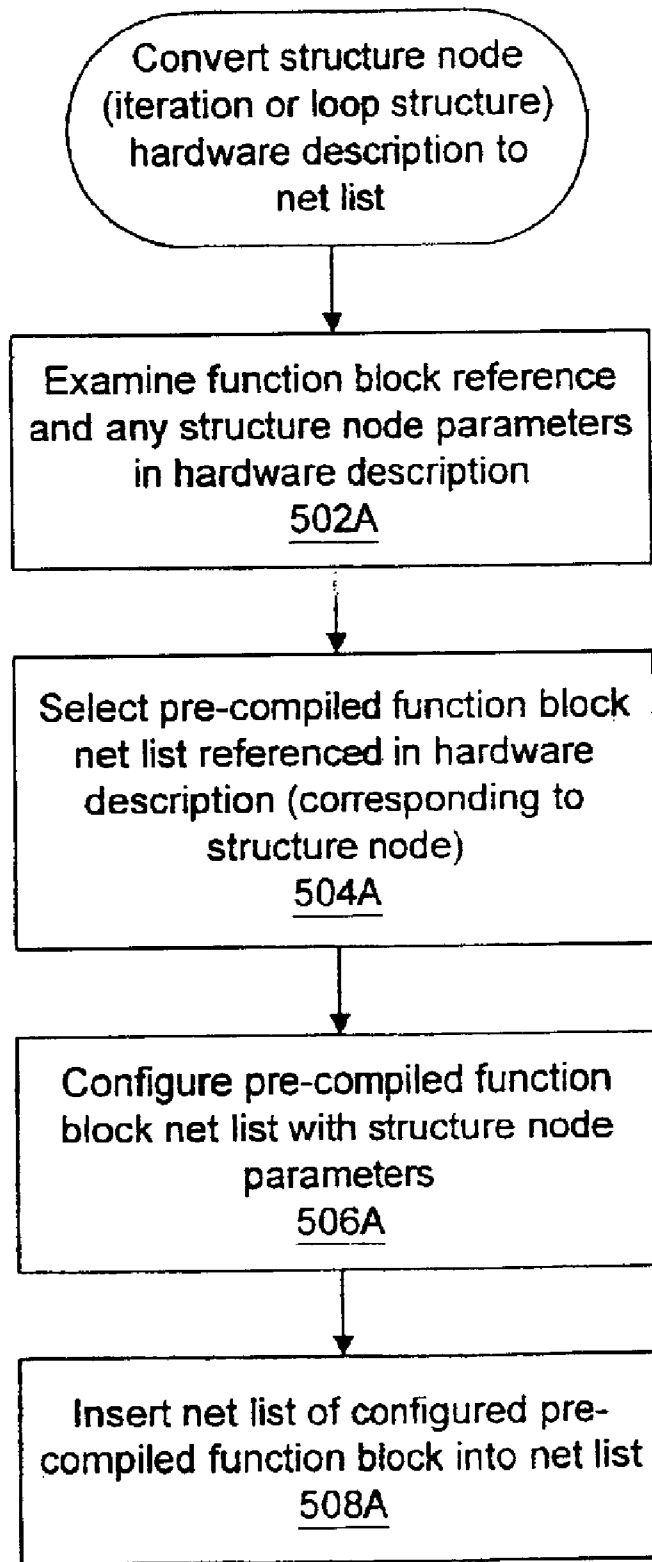 Convert structure node
(iteration or loop structure)
hardware description to
net list
Examine function block reference
and any structure node parameters
in hardware description
502A
Select pre-compiled function block
net list referenced in hardware
description (corresponding to
structure node)
504A
Configure pre-compiled function
block net list with structure node
parameters
506A
Insert net list of configured pre-
compiled function block into net list
508A